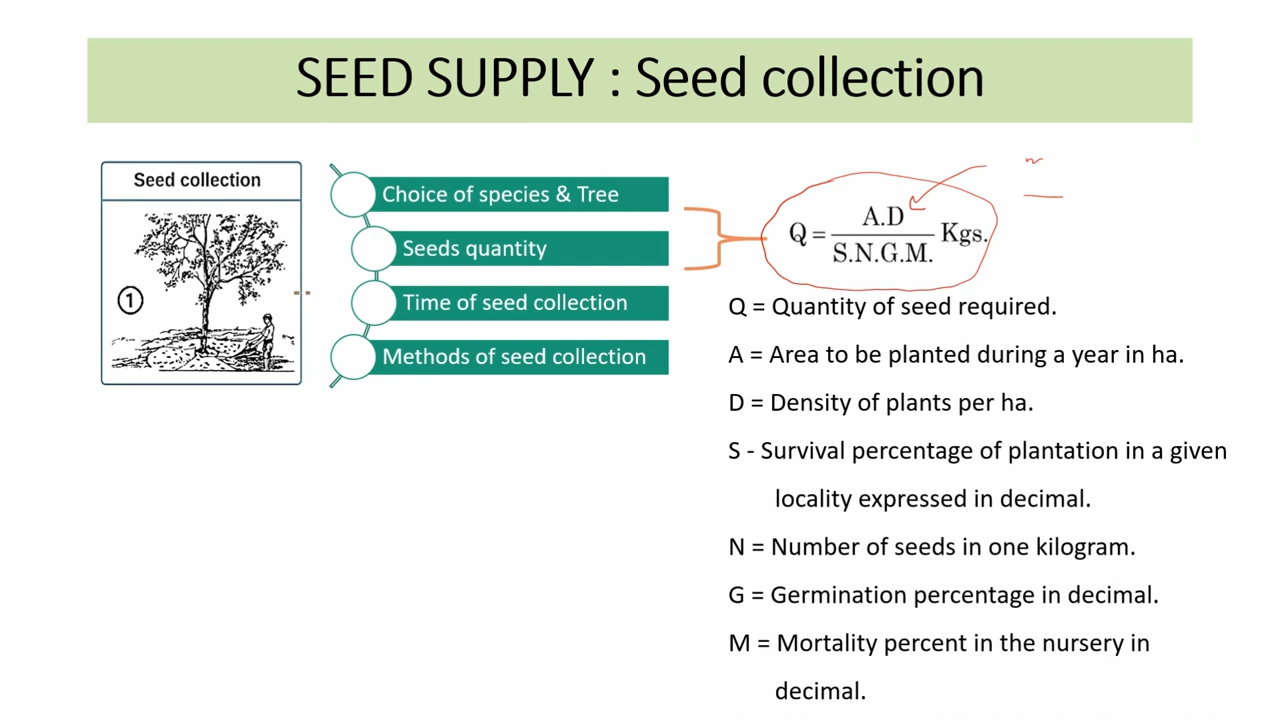 SEED SUPPLY : Seed collection
Seed collection
1
Choice of species & Tree
Seeds quantity
Time of seed collection
Methods of seed collection
Q = A.D / S.N.G.M. Kgs.
Q = Quantity of seed required.
A = Area to be planted during a year in ha.
D = Density of plants per ha.
S - Survival percentage of plantation in a given
locality expressed in decimal.
N = Number of seeds in one kilogram.
G = Germination percentage in decimal.
M = Mortality percent in the nursery in
decimal.